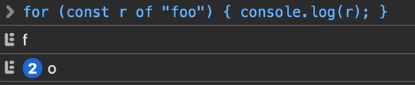 > for (const r of "foo") { console.log(r); }
f
2 o